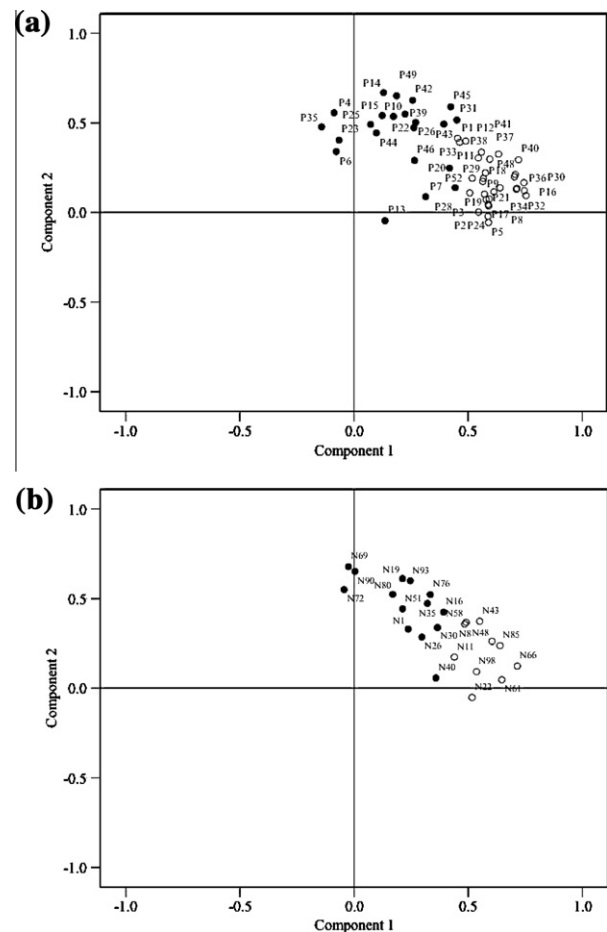 (a)
1.0
0.5
0.0
-0.5
-1.0
Component 2
P49
P14
P42
P4
P15
P10
P45
P25
P39
P31
P35
P1
P12
P41
P23
P22
P26
P43
P38
P37
P44
P6
P46
P33
P11
P40
P20
P29
P18
P48
P52
P9
P36
P30
P7
P21
P16
P13
P28
P3
P19
P17
P34
P32
P2
P24
P8
P5
-1.0
-0.5
0.0
0.5
1.0
Component 1
(b)
1.0
0.5
0.0
-0.5
-1.0
Component 2
N69
N19
N93
N90
N80
N76
N72
N51
N16
N35
N58
N43
N1
N30
N8
N48
N85
N26
N11
N66
N40
N98
N22
N61
-1.0
-0.5
0.0
0.5
1.0
Component 1